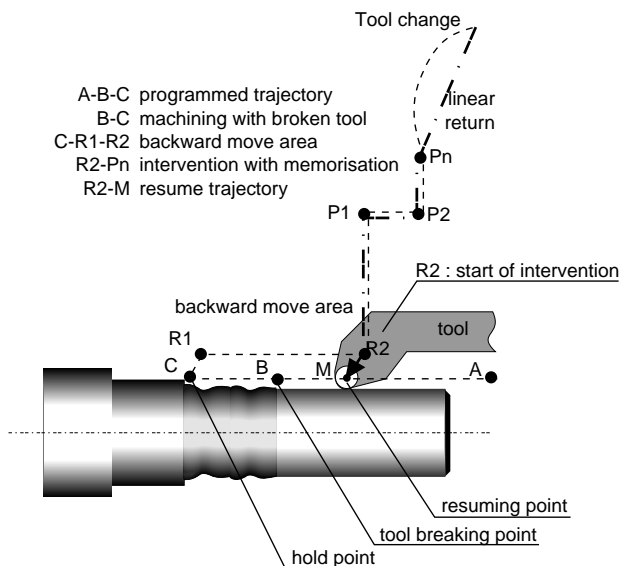 Tool change
A-B-C programmed trajectory
B-C machining with broken tool
C-R1-R2 backward move area
R2-Pn intervention with memorisation
R2-M resume trajectory
linear
return
Pn
P1
P2
R2 : start of intervention
backward move area
tool
R1
R2
C
B
M
A
resuming point
tool breaking point
hold point